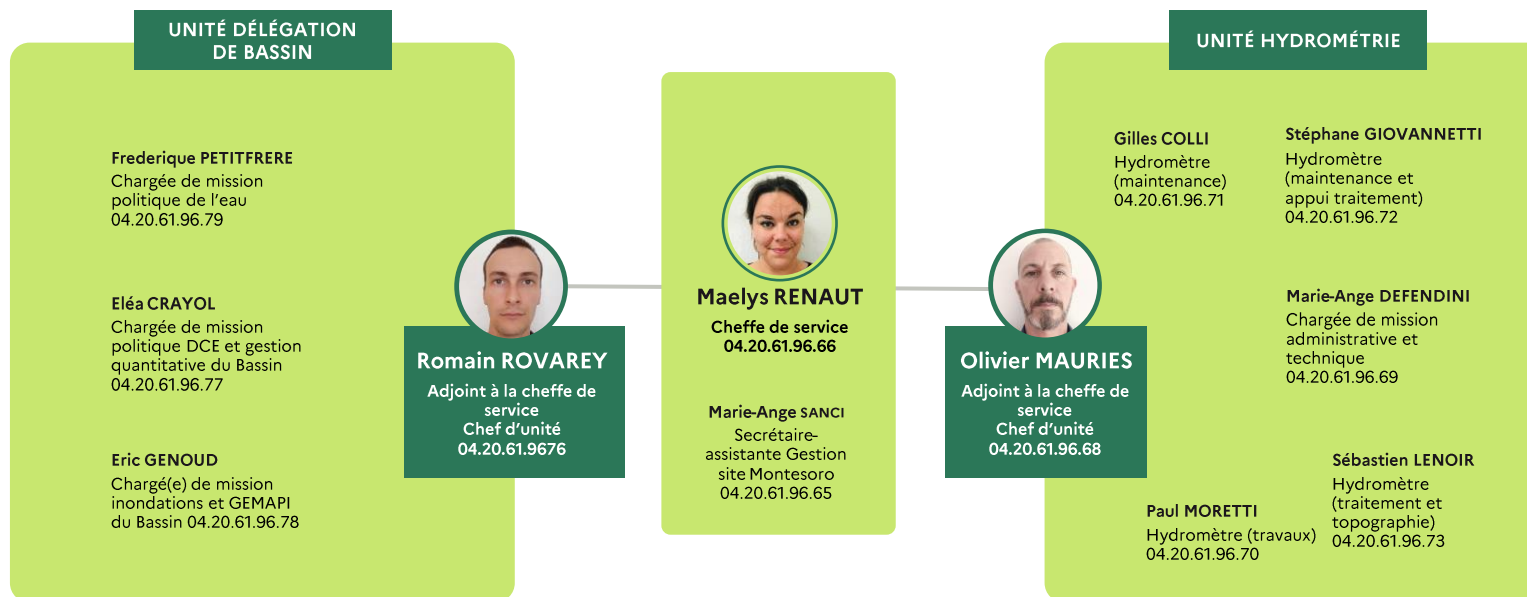 UNITÉ DÉLÉGATION
DE BASSIN
Frederique PETITFRERE
Chargée de mission
politique de l'eau
04.20.61.96.79
Eléa CRAYOL
Chargée de mission
politique DCE et gestion
quantitative du Bassin
04.20.61.96.77
Eric GENOUD
Chargé(e) de mission
inondations et GEMAPI
du Bassin 04.20.61.96.78
Romain ROVAREY
Adjoint à la cheffe de
service
Chef d'unité
04.20.61.9676
Maelys RENAUT
Cheffe de service
04.20.61.96.66
Marie-Ange SANCI
Secrétaire-
assistante Gestion
site Montesoro
04.20.61.96.65
Olivier MAURIES
Adjoint à la cheffe de
service
Chef d'unité
04.20.61.96.68
UNITÉ HYDROMÉTRIE
Gilles COLLI
Hydromètre
(maintenance)
04.20.61.96.71
Stéphane GIOVANNETTI
Hydromètre
(maintenance et
appui traitement)
04.20.61.96.72
Marie-Ange DEFENDINI
Chargée de mission
administrative et
technique
04.20.61.96.69
Sébastien LENOIR
Hydromètre
(traitement et
topographie)
04.20.61.96.73
Paul MORETTI
Hydromètre (travaux)
04.20.61.96.70